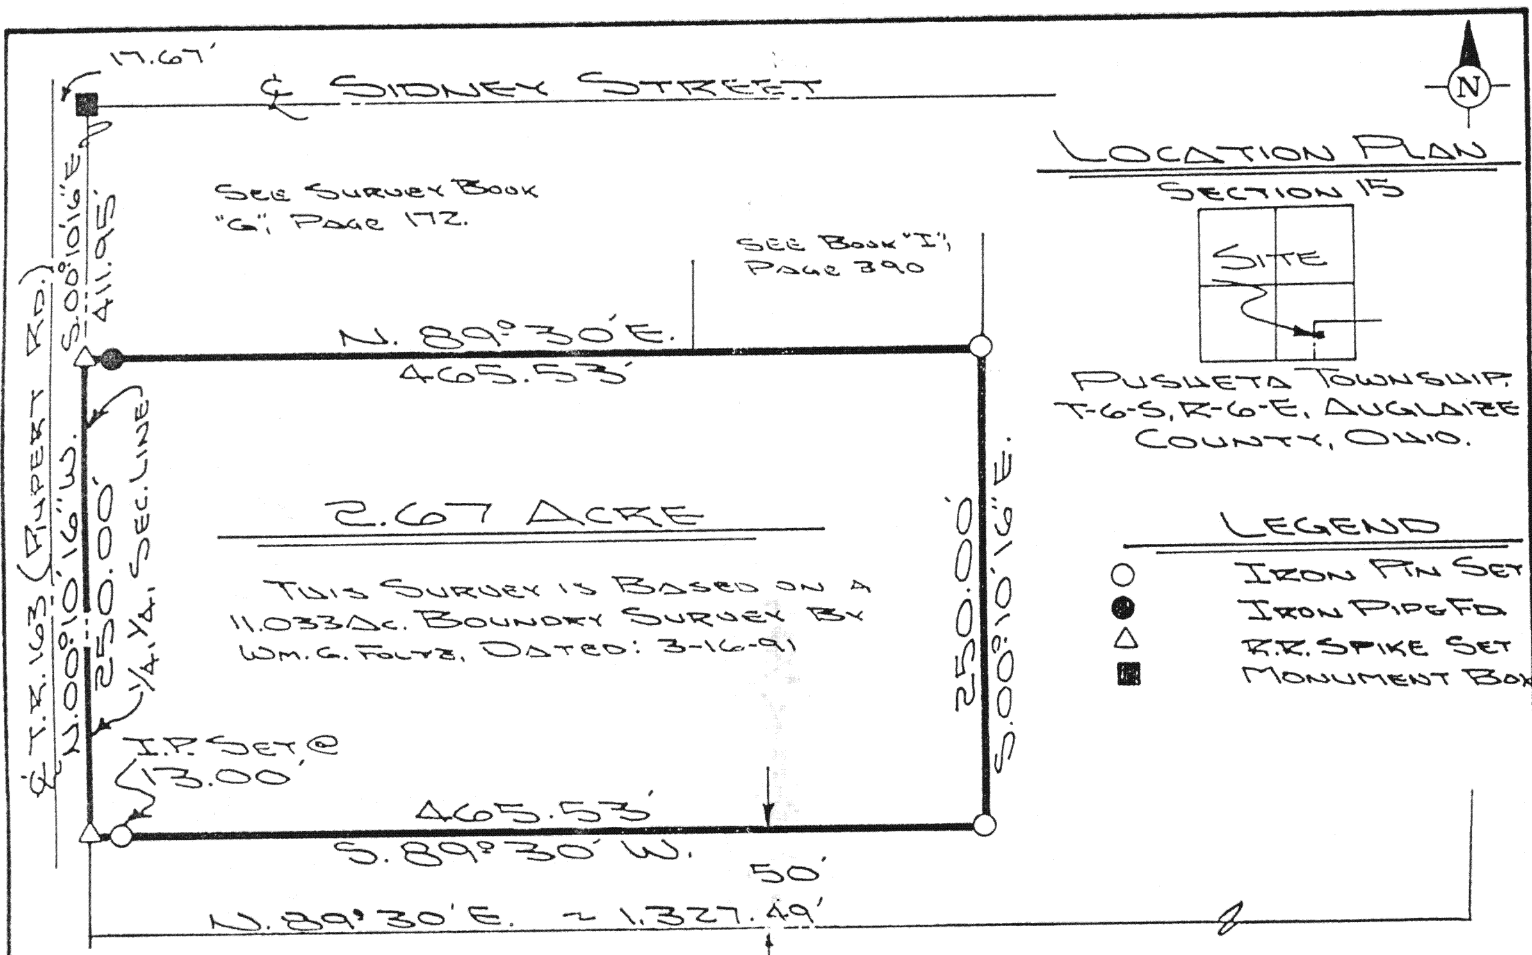 17.67'
℄ SIDNEY STREET
N
LOCATION PLAN
SECTION 15
SITE
PUSHETA TOWNSHIP,
T-6-S, R-6-E, AUGLAIZE
COUNTY, OHIO.
SEE SURVEY BOOK
"G", PAGE 172.
SEE BOOK "I",
PAGE 390
S.00°10'16"E.
411.95'
N. 89°30'E.
465.53'
℄ T.R. 163 (RUPERT RD.)
N.00°10'16"W.
250.00'
1/4, 1/4, SEC. LINE
2.67 ACRE
THIS SURVEY IS BASED ON A
11.033 AC. BOUNDRY SURVEY BY
WM. G. FOLTZ, DATED: 3-16-91
250.00'
S.00°10'16"E.
LEGEND
IRON PIN SET
IRON PIPE FD
R.R. SPIKE SET
MONUMENT BOX
I.P. SET @
13.00'
465.53'
S. 89°30' W.
50'
N. 89°30'E. ~ 1,327.49'